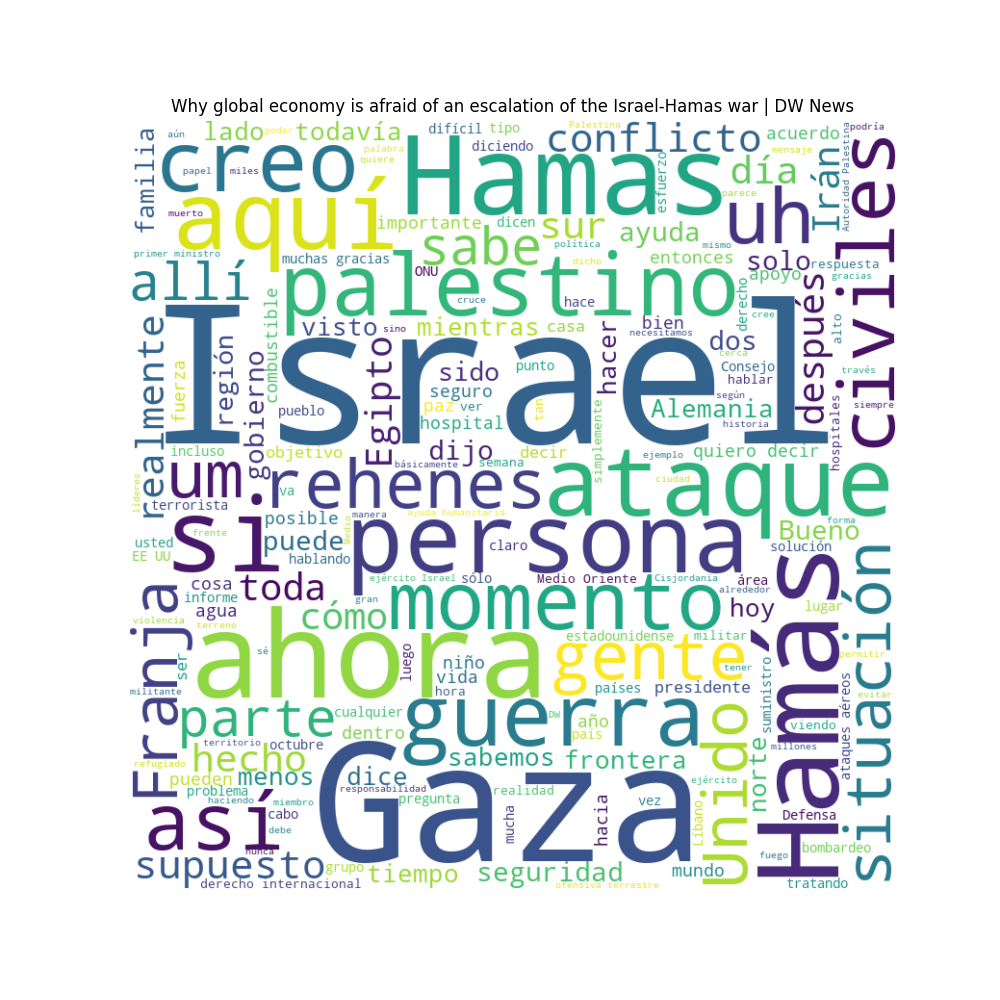 Why global economy is afraid of an escalation of the Israel-Hamas war | DW News
familia
aún
lado
poder
todavía
difícil
tipo
Palestina
conflicto
acuerdo
podría
creo
palabra
quiere
diciendo
Hamas
esfuerzo
día
mensaje
Irán
Autoridad Palestina
civiles
papel
miles
muerto
aquí
importante
dicen
sur
ayuda
parece
uh
primer ministro
muchas gracias
sabe
política
mismo
entonces
solo
respuesta
allí
ONU
dicho
apoyo
gracias
combustible
palestino
cruce
hace
derecho
después
realmente
región
visto
sino
mientras
casa
hacer
bien
necesitamos
dos
cree
alto
fuerza
Israel
Egipto
sido
punto
cerca
Consejo
través
gobierno
pueblo
seguro
paz
ver
tan
simplemente
Alemania
hablar
según
siempre
hospital
historia
hospitales
incluso
objetivo
dijo
decir
ejemplo
quiero decir
líderes
um
rehenes
básicamente
semana
ataque
ciudad
terrorista
va
si
posible
manera
ayuda humanitaria
persona
Bueno
forma
usted
frente
puede
Medio
claro
solución
EE UU
hablando
cosa
toda
ejército Israel
sólo
Medio Oriente
Cisjordania
área
alrededor
Franja
informe
agua
cómo
gran
momento
hoy
lugar
Hamás
situación
violencia
terreno
ahora
estadounidense
militar
ser
sé
luego
niño
gente
tener
suministro
permitir
militante
vida
hora
países
presidente
evitar
parte
cualquier
guerra
DW
año
país
Unido
viendo
dentro
territorio
octubre
hecho
sabemos
frontera
norte
millones
ataques aéreos
refugiado
pueden
menos
dice
responsabilidad
Gaza
realidad
ejército
problema
haciendo
miembro
pregunta
vez
así
cabo
debe
mucha
hacia
Líbano
Defensa
nunca
bombardeo
supuesto
grupo
tiempo
seguridad
mundo
fuego
derecho internacional
ofensiva terrestre
tratando